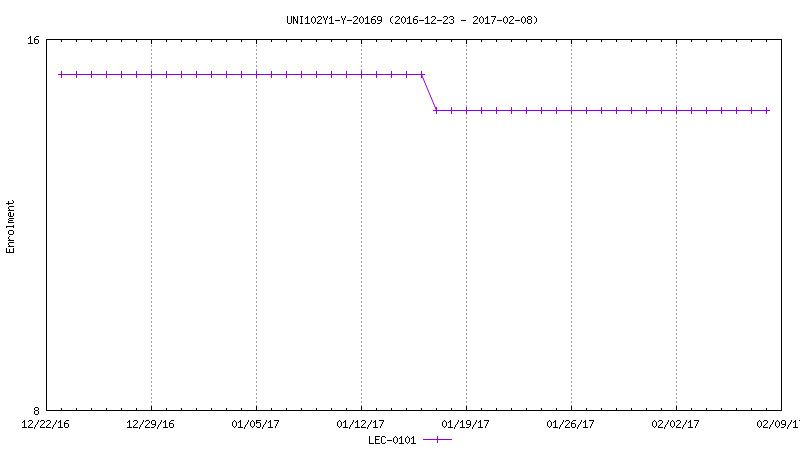 UNI102Y1-Y-20169 (2016-12-23 - 2017-02-08)
16
Enrolment
8
12/22/16 12/29/16 01/05/17 01/12/17 01/19/17 01/26/17 02/02/17 02/09/1
LEC-0101